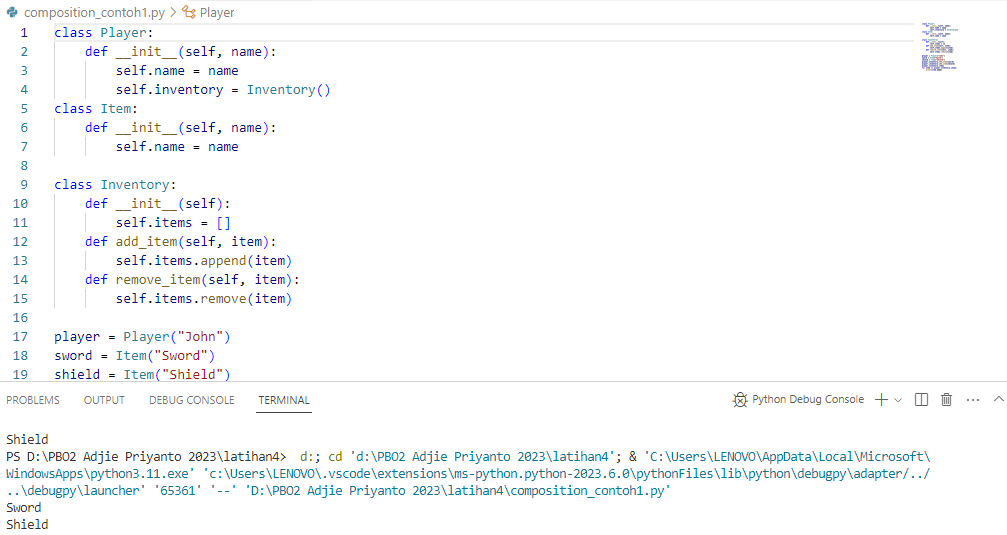 composition_contoh1.py > Player
1 class Player:
2     def __init__(self, name):
3         self.name = name
4         self.inventory = Inventory()
5 class Item:
6     def __init__(self, name):
7         self.name = name
8
9 class Inventory:
10     def __init__(self):
11         self.items = []
12     def add_item(self, item):
13         self.items.append(item)
14     def remove_item(self, item):
15         self.items.remove(item)
16
17 player = Player("John")
18 sword = Item("Sword")
19 shield = Item("Shield")
PROBLEMS OUTPUT DEBUG CONSOLE TERMINAL Python Debug Console
Shield
PS D:\PBO2 Adjie Priyanto 2023\latihan4>  d:; cd 'd:\PBO2 Adjie Priyanto 2023\latihan4'; & 'C:\Users\LENOVO\AppData\Local\Microsoft\
WindowsApps\python3.11.exe' 'c:\Users\LENOVO\.vscode\extensions\ms-python.python-2023.6.0\pythonFiles\lib\python\debugpy\adapter/../
..\debugpy\launcher' '65361' '--' 'D:\PBO2 Adjie Priyanto 2023\latihan4\composition_contoh1.py'
Sword
Shield